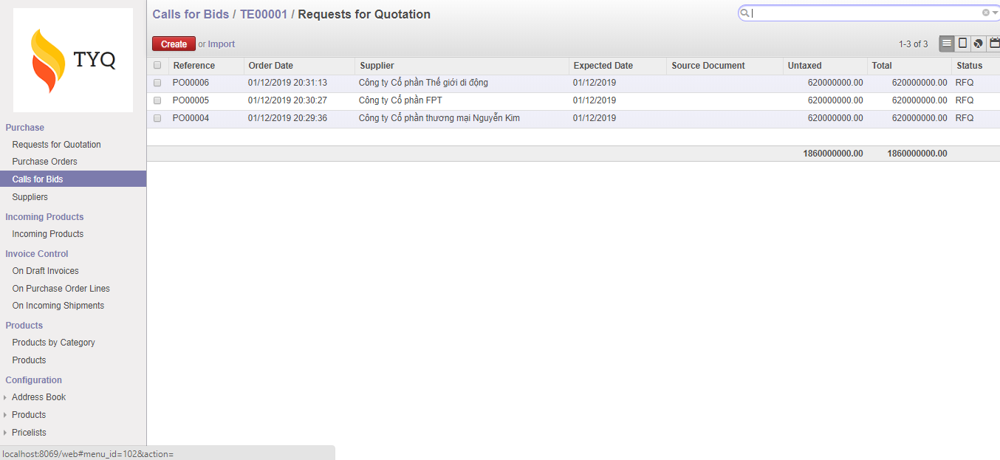 TYQ
Purchase
Requests for Quotation
Purchase Orders
Calls for Bids
Suppliers
Incoming Products
Incoming Products
Invoice Control
On Draft Invoices
On Purchase Order Lines
On Incoming Shipments
Products
Products by Category
Products
Configuration
Address Book
Products
Pricelists
localhost:8069/web#menu_id=102&action=
Calls for Bids / TE00001 / Requests for Quotation
Create or Import
1-3 of 3
Reference Order Date Supplier Expected Date Source Document Untaxed Total Status
PO00006 01/12/2019 20:31:13 Công ty Cổ phần Thế giới di động 01/12/2019 620000000.00 620000000.00 RFQ
PO00005 01/12/2019 20:30:27 Công ty Cổ phần FPT 01/12/2019 620000000.00 620000000.00 RFQ
PO00004 01/12/2019 20:29:36 Công ty Cổ phần thương mại Nguyễn Kim 01/12/2019 620000000.00 620000000.00 RFQ
1860000000.00 1860000000.00